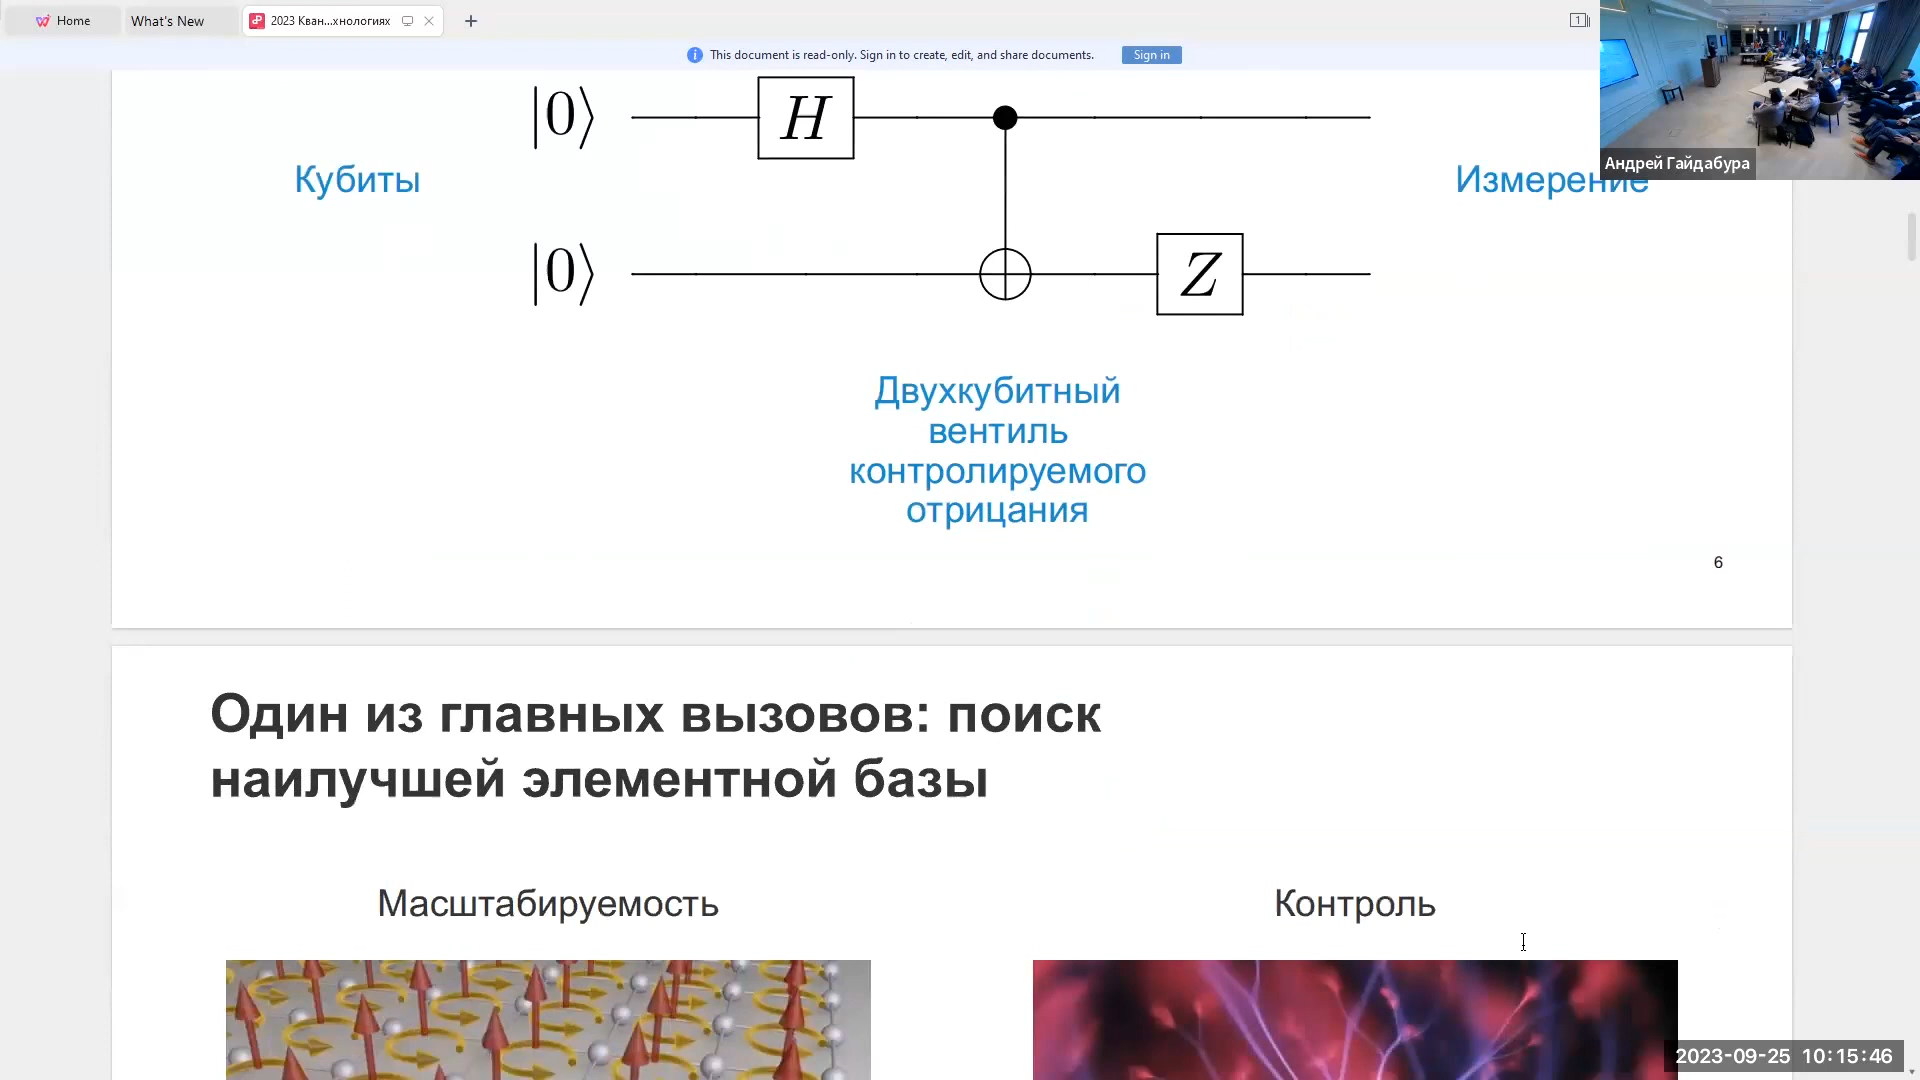 Home
What's New
2023 Кван...хнологиях
1
This document is read-only. Sign in to create, edit, and share documents.
Sign in
|0⟩
H
Кубиты
Измерение
Андрей Гайдабура
|0⟩
Z
Двухкубитный
вентиль
контролируемого
отрицания
6
Один из главных вызовов: поиск
наилучшей элементной базы
Масштабируемость
Контроль
2023-09-25 10:15:46